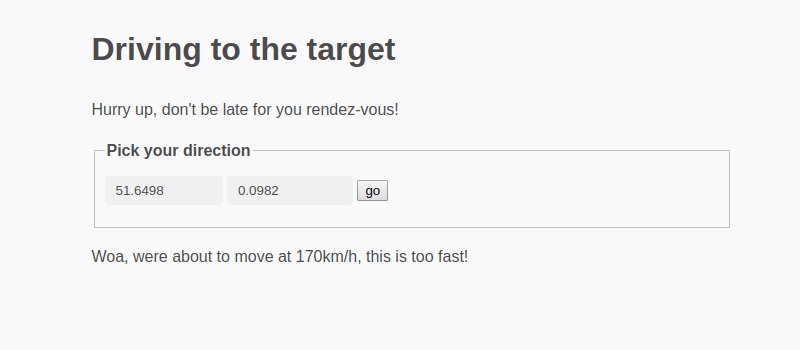 Driving to the target
Hurry up, don't be late for you rendez-vous!
Pick your direction
51.6498 0.0982 go
Woa, were about to move at 170km/h, this is too fast!